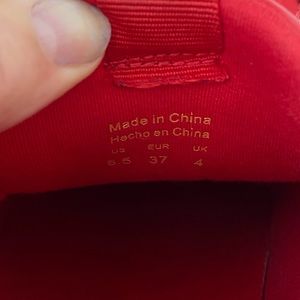 Made in China
Hecho en China
US EUR UK
6.5 37 4